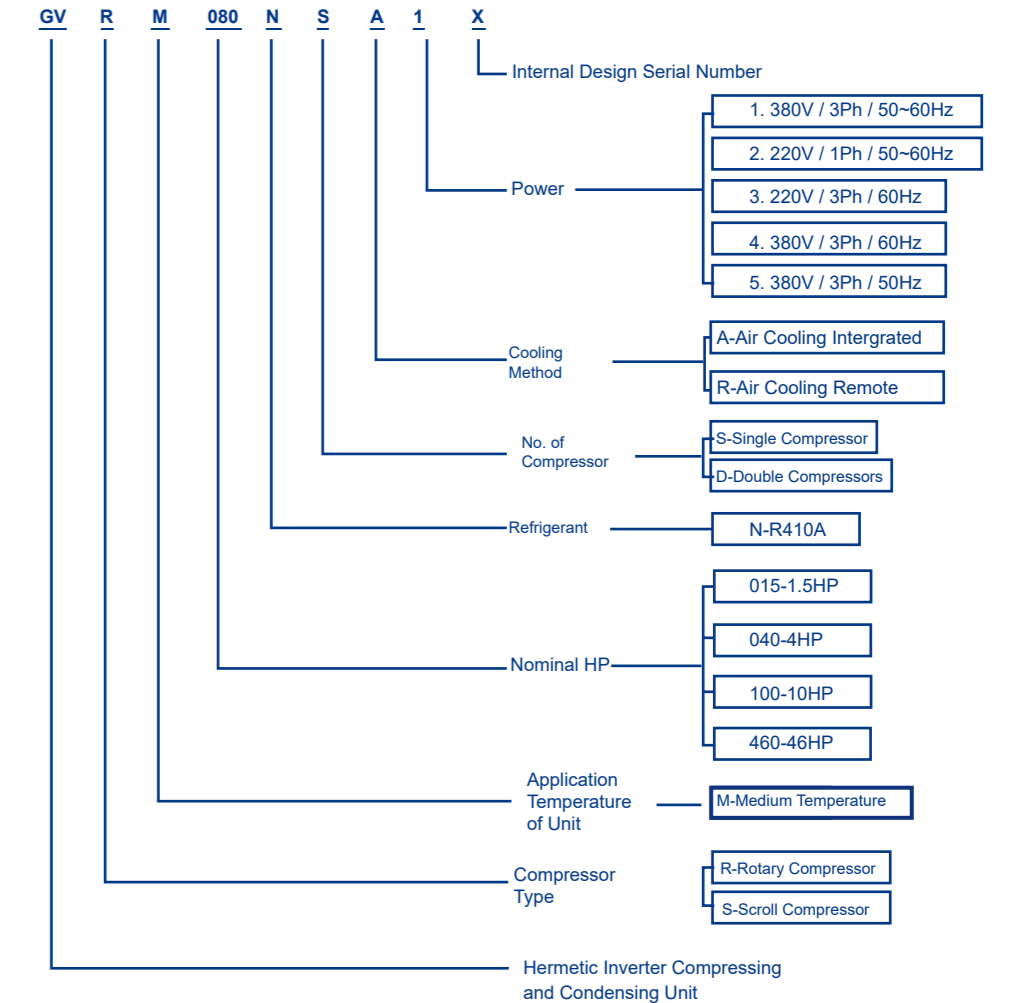 GV R M 080 N S A 1 X
Internal Design Serial Number
1. 380V / 3Ph / 50~60Hz
2. 220V / 1Ph / 50~60Hz
Power
3. 220V / 3Ph / 60Hz
4. 380V / 3Ph / 60Hz
5. 380V / 3Ph / 50Hz
Cooling
Method
A-Air Cooling Intergrated
R-Air Cooling Remote
No. of
Compressor
S-Single Compressor
D-Double Compressors
Refrigerant
N-R410A
015-1.5HP
040-4HP
Nominal HP
100-10HP
460-46HP
Application
Temperature
of Unit
M-Medium Temperature
Compressor
Type
R-Rotary Compressor
S-Scroll Compressor
Hermetic Inverter Compressing
and Condensing Unit